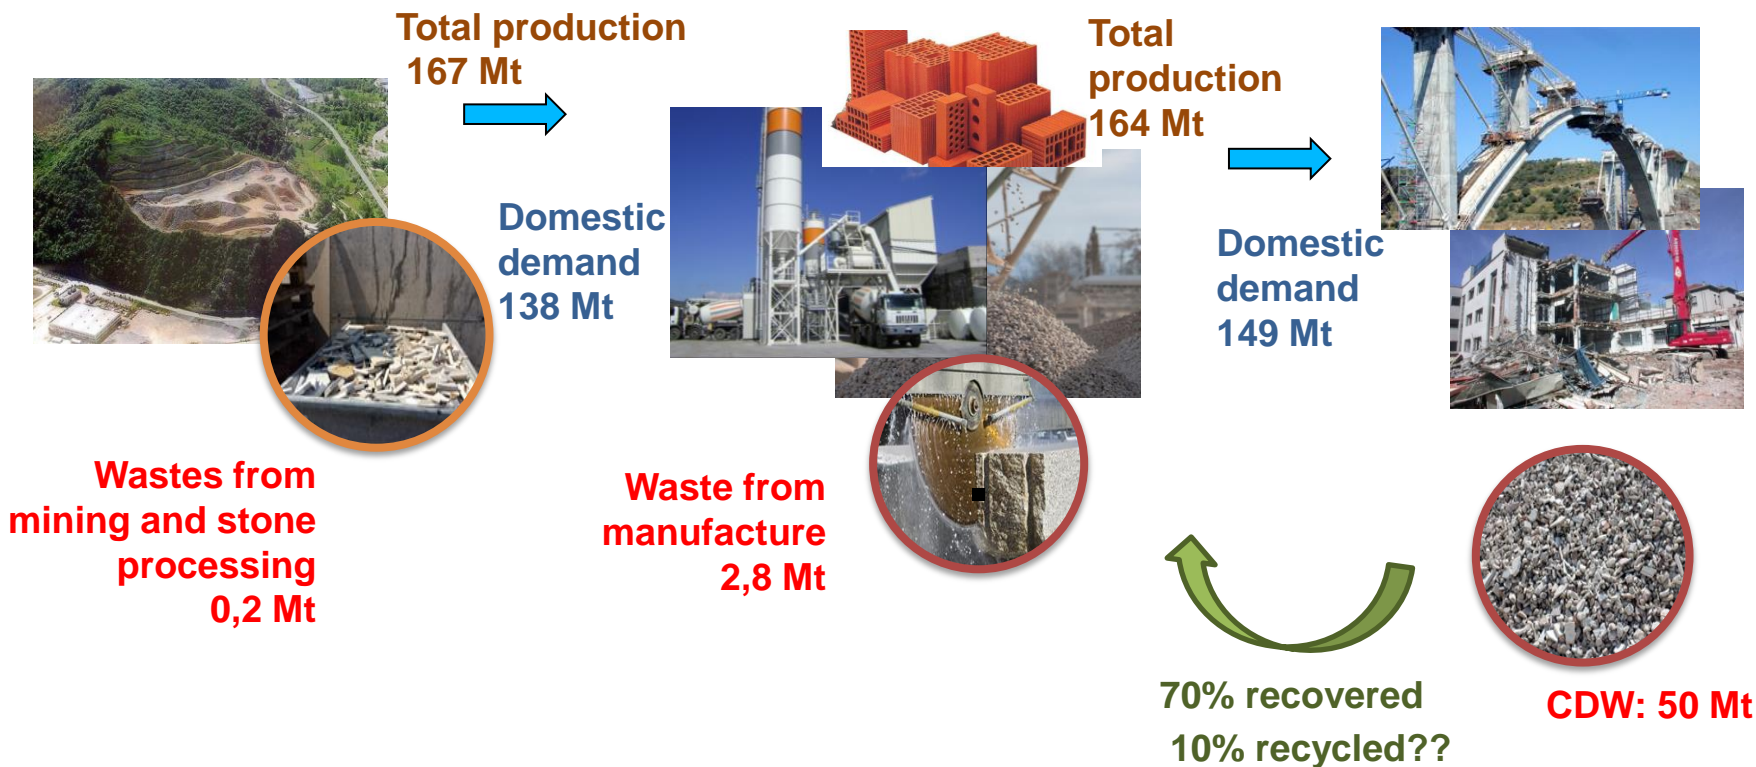 Total production
167 Mt
Domestic
demand
138 Mt
Wastes from
mining and stone
processing
0,2 Mt
Total
production
164 Mt
Domestic
demand
149 Mt
Waste from
manufacture
2,8 Mt
70% recovered
10% recycled??
CDW: 50 Mt